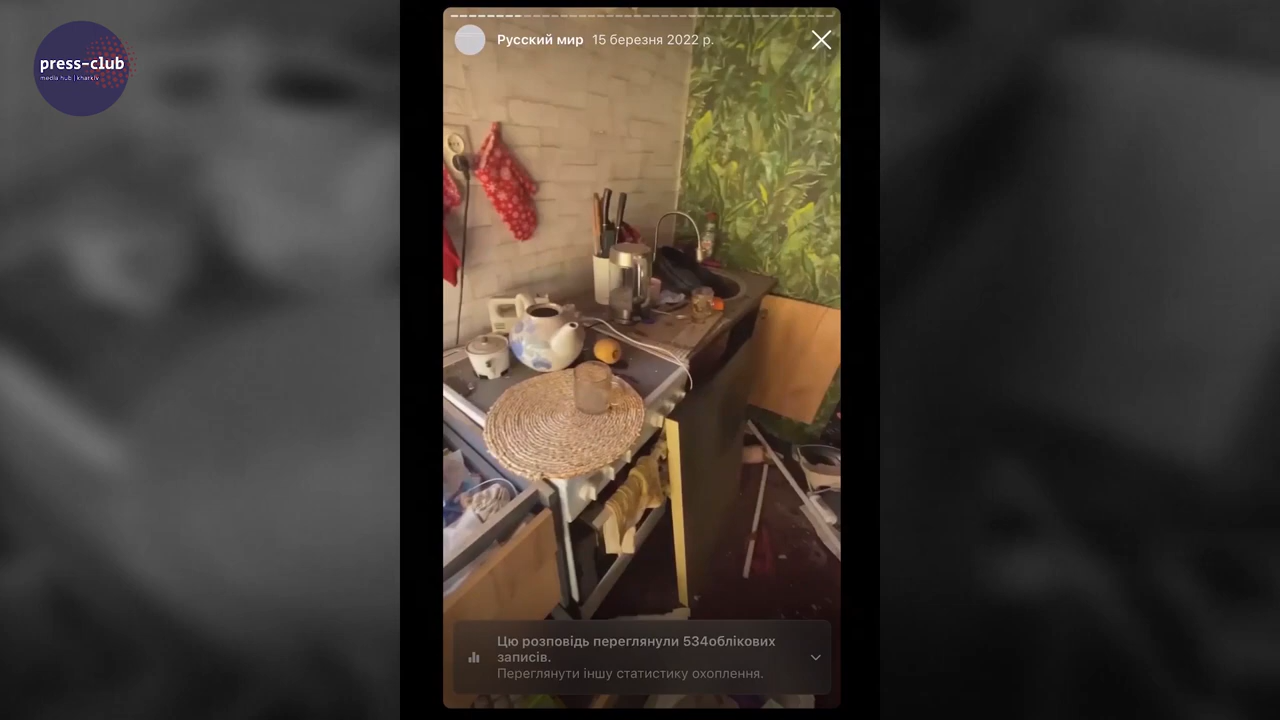 press-club
media hub | kharkiv
Русский мир 15 березня 2022 р.
Цю розповідь переглянули 534облікових
записів.
Переглянути іншу статистику охоплення.